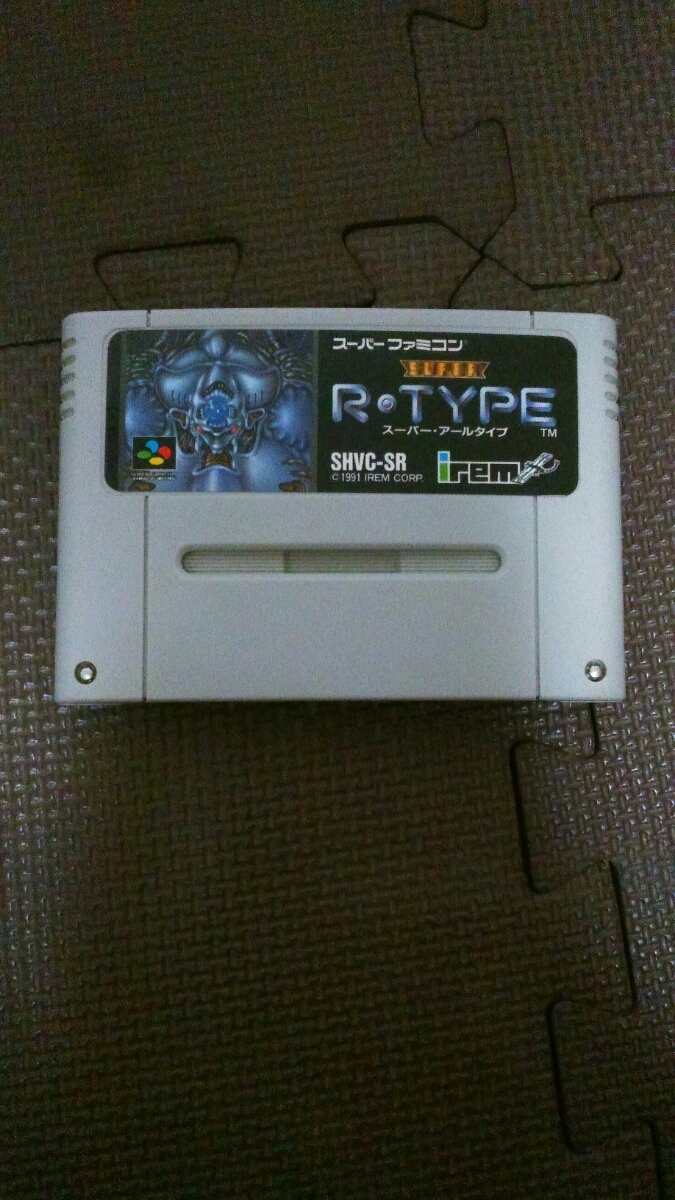 スーパーファミコン
SUPER
R・TYPE
スーパー・アールタイプ TM
SHVC-SR
© 1991 IREM CORP.
irem